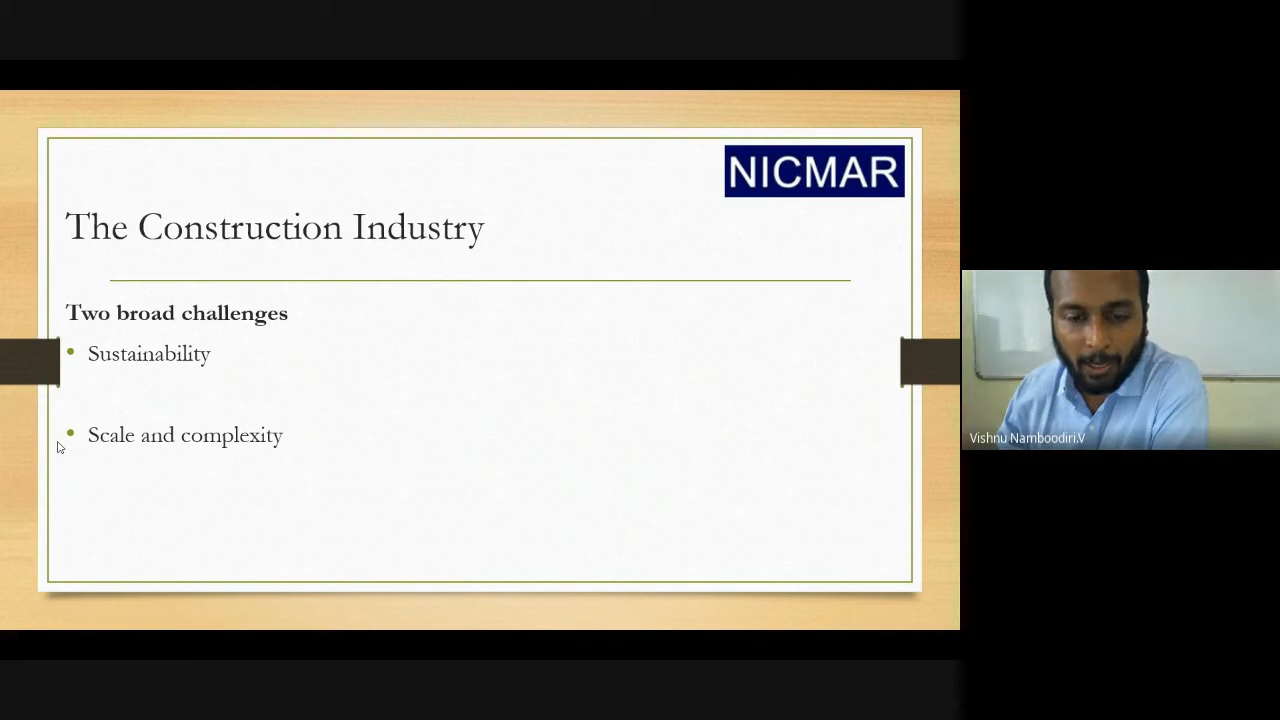 NICMAR
The Construction Industry
Two broad challenges
• Sustainability
• Scale and complexity
Vishnu Namboodiri.V